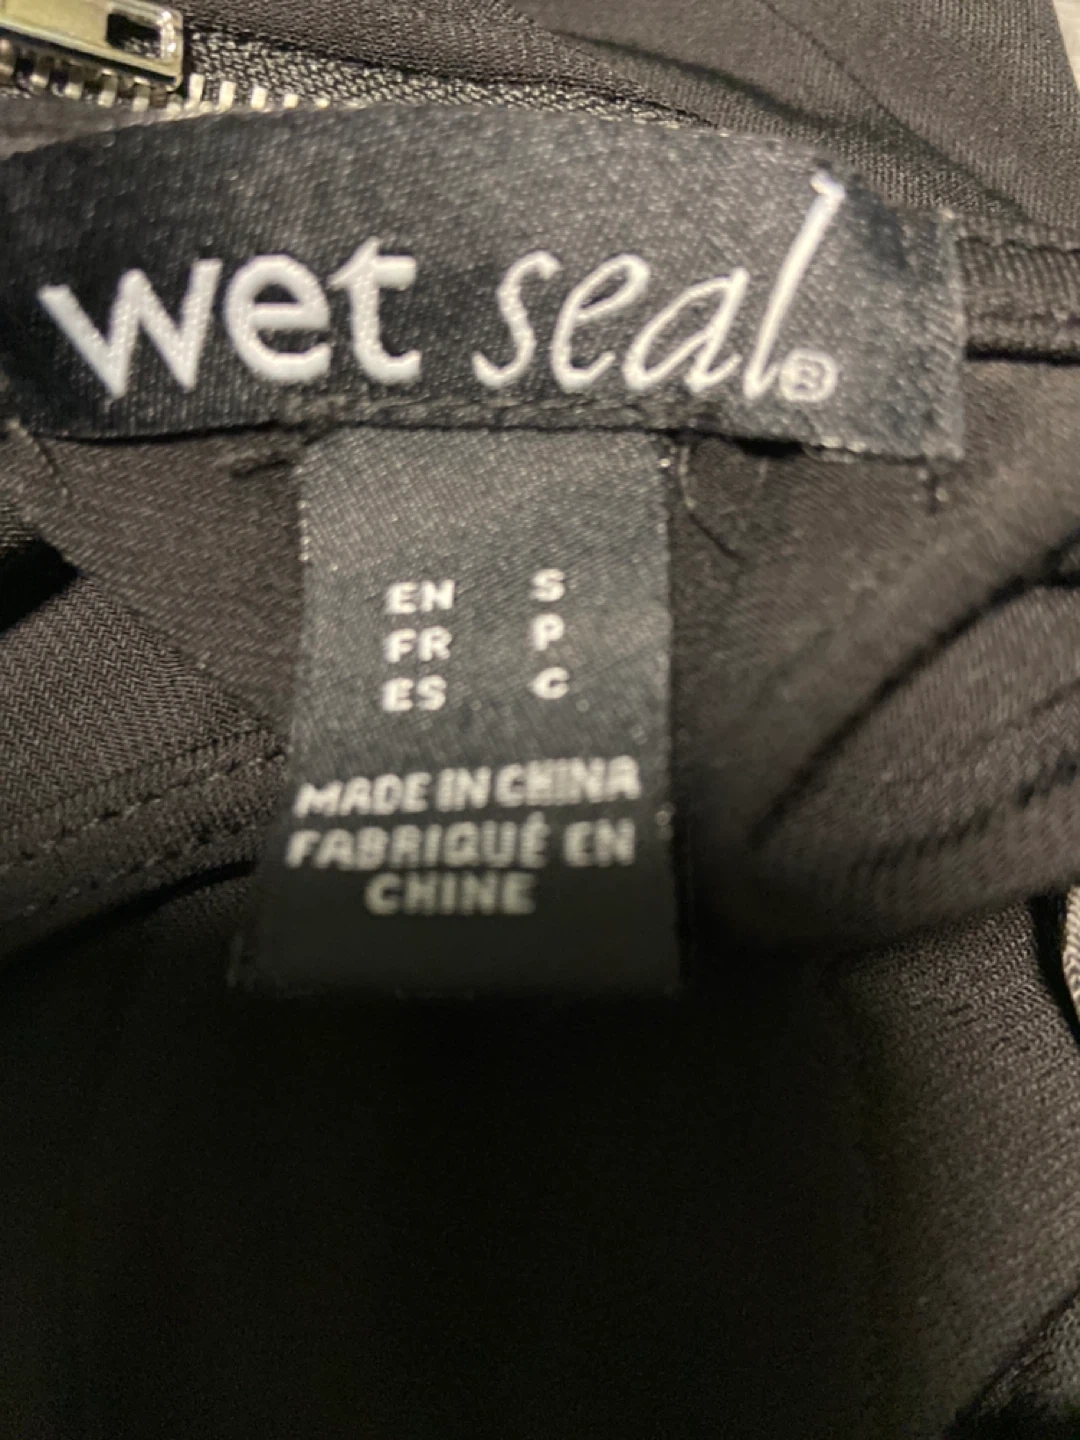 wet seal®
EN S
FR P
ES C
MADE IN CHINA
FABRIQUÉ EN
CHINE